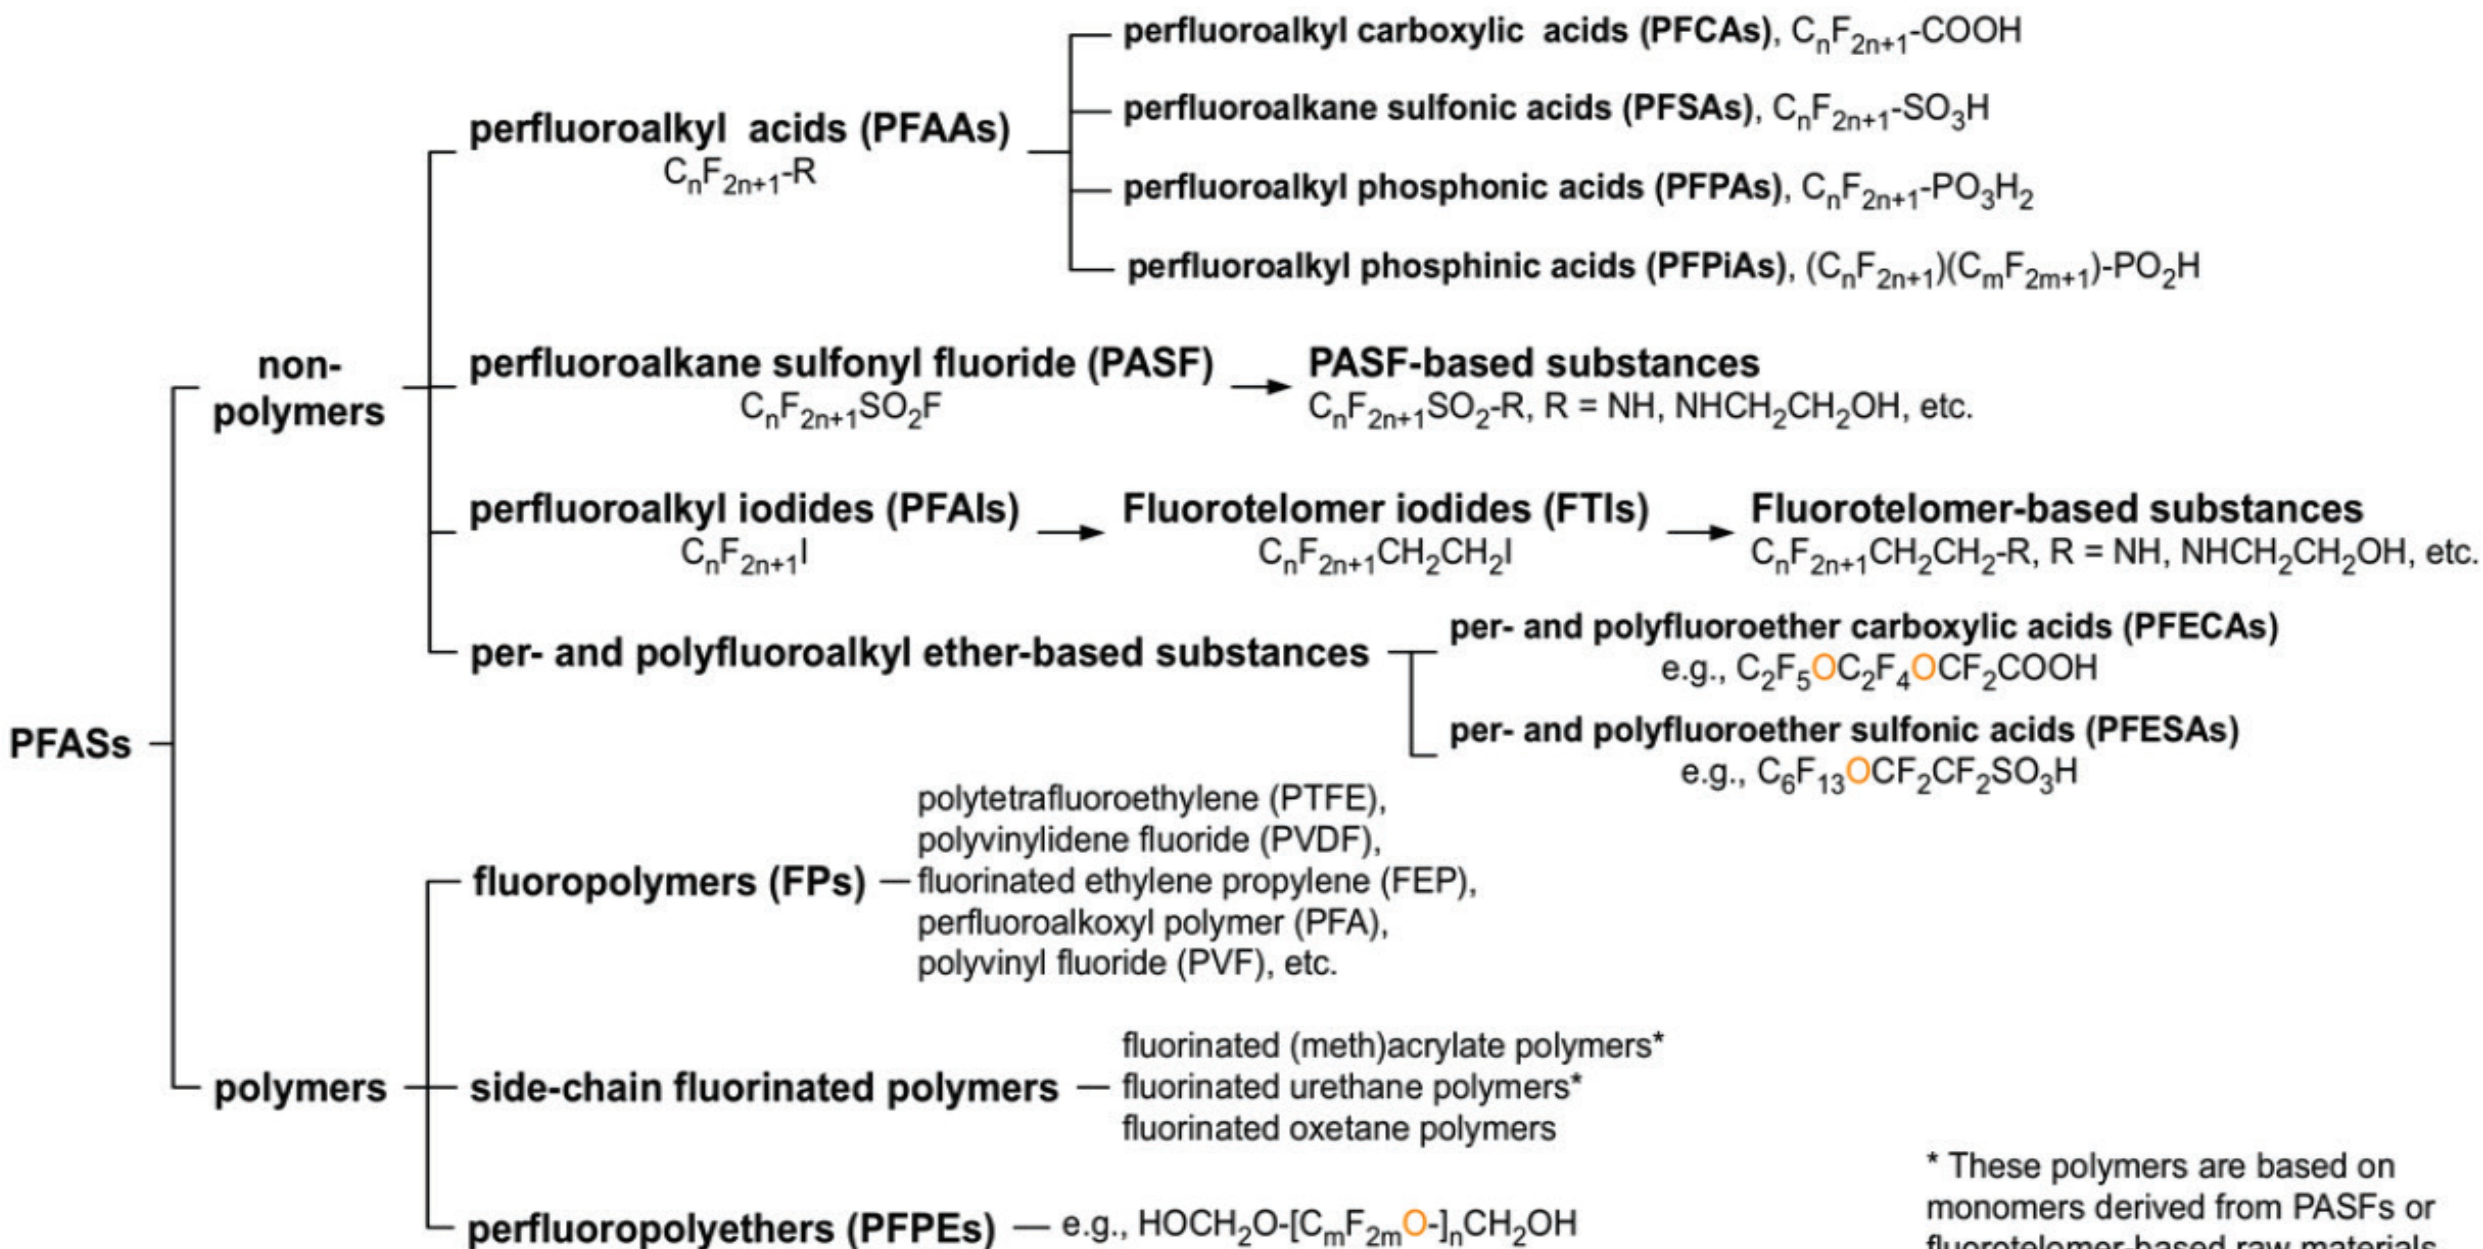 perfluoroalkyl carboxylic acids (PFCAs), CnF2n+1-COOH
perfluoroalkane sulfonic acids (PFSAs), CnF2n+1-SO3H
perfluoroalkyl acids (PFAAs)
CnF2n+1-R
perfluoroalkyl phosphonic acids (PFPAs), CnF2n+1-PO3H2
perfluoroalkyl phosphinic acids (PFPiAs), (CnF2n+1)(CmF2m+1)-PO2H
non-
polymers
perfluoroalkane sulfonyl fluoride (PASF)
CnF2n+1SO2F
PASF-based substances
CnF2n+1SO2-R, R = NH, NHCH2CH2OH, etc.
perfluoroalkyl iodides (PFAIs)
CnF2n+1I
Fluorotelomer iodides (FTIs)
CnF2n+1CH2CH2I
Fluorotelomer-based substances
CnF2n+1CH2CH2-R, R = NH, NHCH2CH2OH, etc.
per- and polyfluoroalkyl ether-based substances
per- and polyfluoroether carboxylic acids (PFECAs)
e.g., C2F5OC2F4OCF2COOH
per- and polyfluoroether sulfonic acids (PFESAs)
e.g., C6F13OCF2CF2SO3H
PFASs
polytetrafluoroethylene (PTFE),
polyvinylidene fluoride (PVDF),
fluoropolymers (FPs)
fluorinated ethylene propylene (FEP),
perfluoroalkoxyl polymer (PFA),
polyvinyl fluoride (PVF), etc.
polymers
side-chain fluorinated polymers
fluorinated (meth)acrylate polymers*
fluorinated urethane polymers*
fluorinated oxetane polymers
perfluoropolyethers (PFPEs)
e.g., HOCH2O-[CmF2mO-]nCH2OH
* These polymers are based on
monomers derived from PASFs or
fluorotelomer-based raw materials